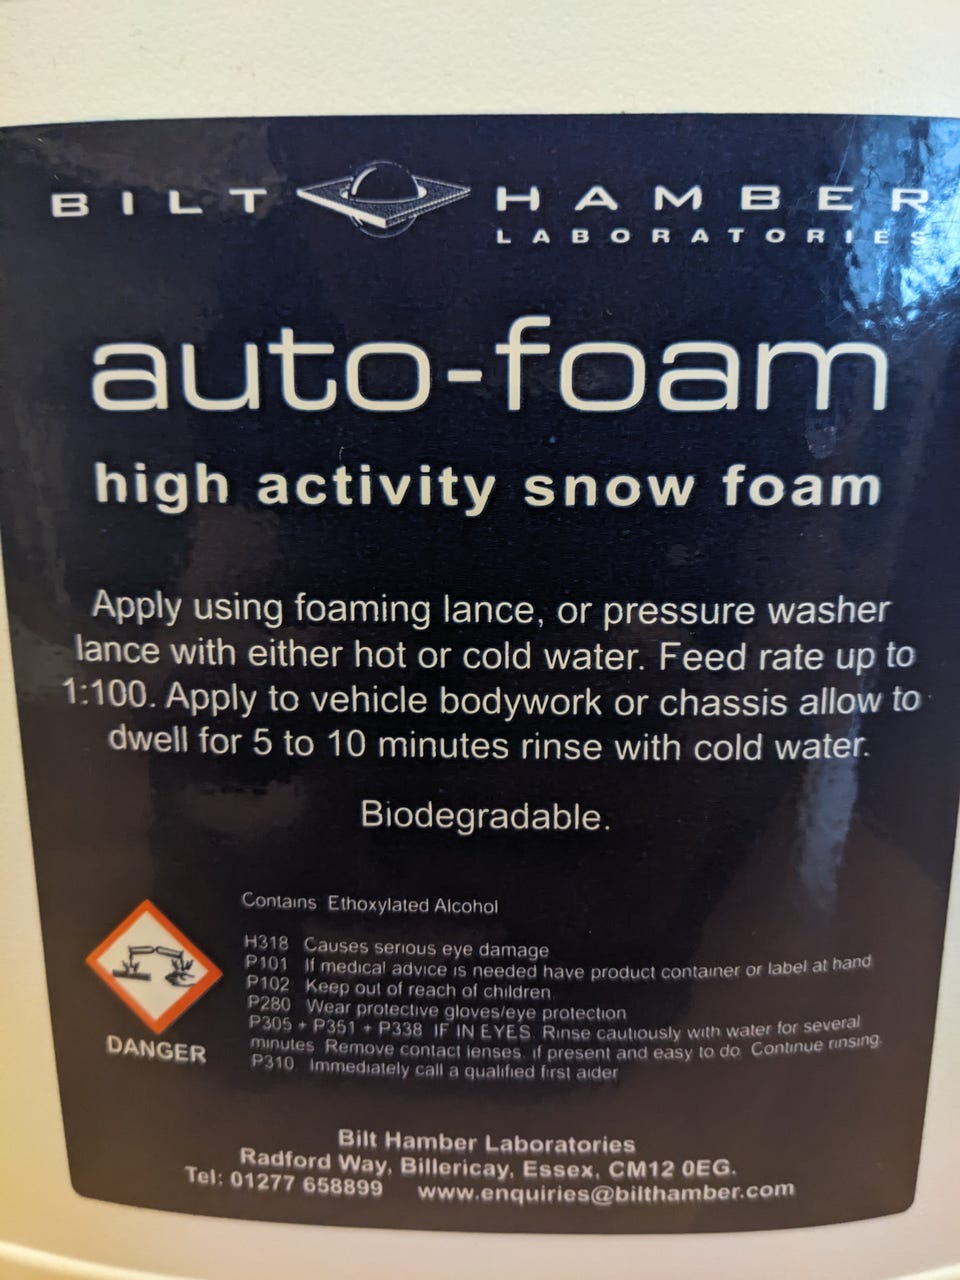 BILT HAMBER
LABORATORIES
auto-foam
high activity snow foam
Apply using foaming lance, or pressure washer
lance with either hot or cold water. Feed rate up to
1:100. Apply to vehicle bodywork or chassis allow to
dwell for 5 to 10 minutes rinse with cold water.
Biodegradable.
Contains Ethoxylated Alcohol
H318 Causes serious eye damage
P101 If medical advice is needed have product container or label at hand
P102 Keep out of reach of children
P280 Wear protective gloves/eye protection
P305 + P351 + P338 IF IN EYES Rinse cautiously with water for several
minutes Remove contact lenses, if present and easy to do Continue rinsing.
P310 Immediately call a qualified first aider
DANGER
Bilt Hamber Laboratories
Radford Way, Billericay, Essex, CM12 0EG.
Tel: 01277 658899 www.enquiries@bilthamber.com